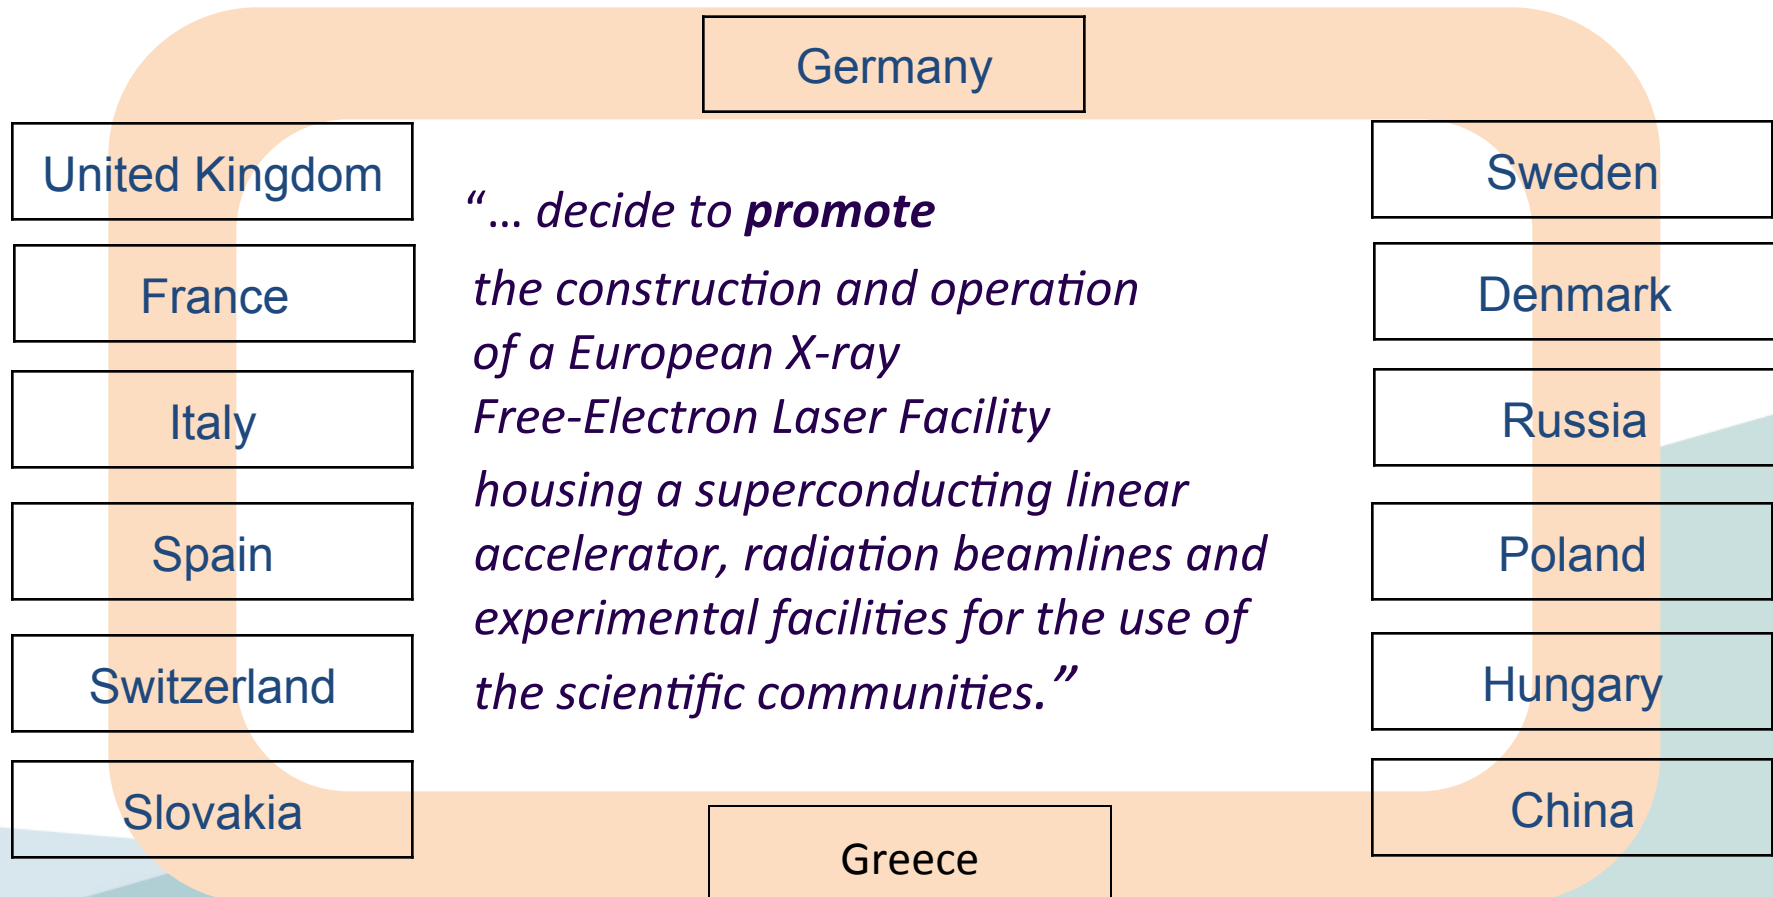 Germany
United Kingdom
France
Italy
Spain
Switzerland
Slovakia
“... decide to promote
the construction and operation
of a European X-ray
Free-Electron Laser Facility
housing a superconducting linear
accelerator, radiation beamlines and
experimental facilities for the use of
the scientific communities.”
Sweden
Denmark
Russia
Poland
Hungary
China
Greece